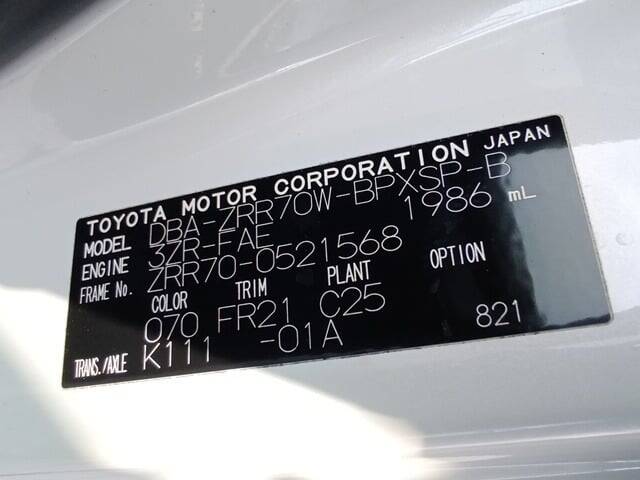 TOYOTA MOTOR CORPORATION JAPAN
MODEL DBA-ZRR70W-BPXSP-B
ENGINE 3ZR-FAE 1986 mL
FRAME No. ZRR70-0521568
COLOR TRIM PLANT OPTION
070 FR21 C25
TRANS./AXLE K111 -01A 821